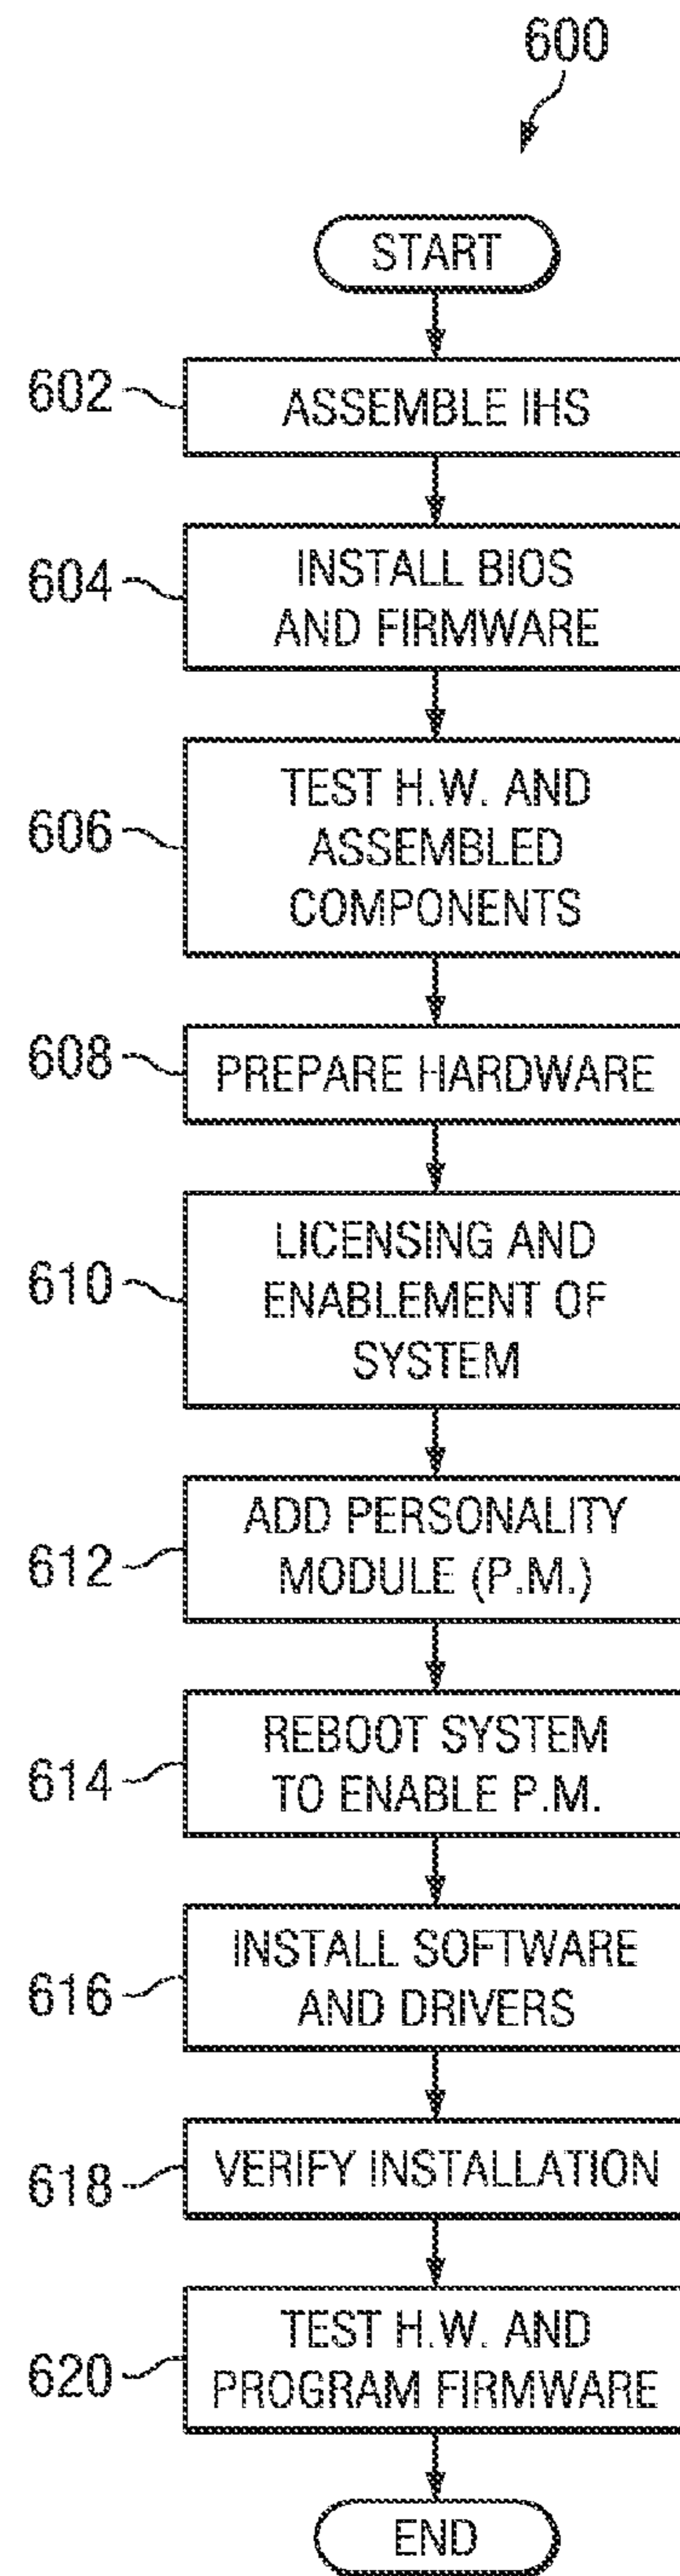 600
START
602
ASSEMBLE IHS
604
INSTALL BIOS
AND FIRMWARE
606
TEST H.W. AND
ASSEMBLED
COMPONENTS
608
PREPARE HARDWARE
610
LICENSING AND
ENABLEMENT OF
SYSTEM
612
ADD PERSONALITY
MODULE (P.M.)
614
REBOOT SYSTEM
TO ENABLE P.M.
616
INSTALL SOFTWARE
AND DRIVERS
618
VERIFY INSTALLATION
620
TEST H.W. AND
PROGRAM FIRMWARE
END